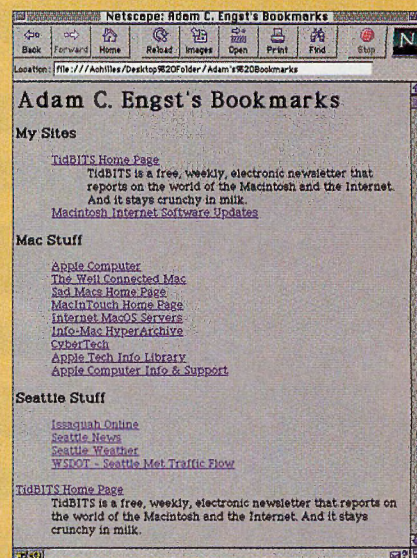 Netscape: Adam C. Engst's Bookmarks
Back Forward Home Reload Images Open Print Find Stop N
Location: file:///Achilles/Desktop%20Folder/Adam's%20Bookmarks
Adam C. Engst's Bookmarks
My Sites
TidBITS Home Page
TidBITS is a free, weekly, electronic newsletter that
reports on the world of the Macintosh and the Internet.
And it stays crunchy in milk.
Macintosh Internet Software Updates
Mac Stuff
Apple Computer
The Well Connected Mac
Sad Macs Home Page
MacInTouch Home Page
Internet MacOS Servers
Info-Mac HyperArchive
CyberTech
Apple Tech Info Library
Apple Computer Info & Support
Seattle Stuff
Issaquah Online
Seattle News
Seattle Weather
WSDOT - Seattle Met Traffic Flow
TidBITS Home Page
TidBITS is a free, weekly, electronic newsletter that reports on
the world of the Macintosh and the Internet. And it stays
crunchy in milk.